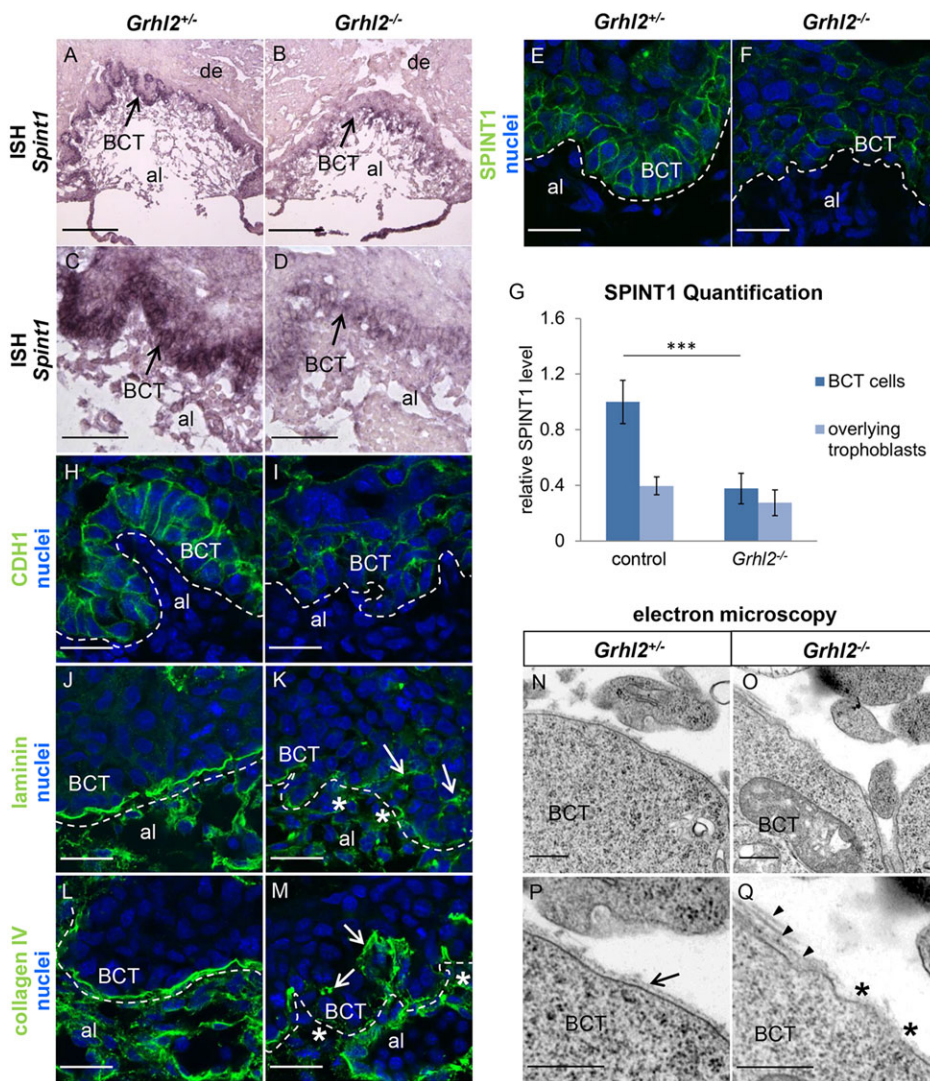 Grhl2+/- Grhl2-/-
ISH Spint1
A
de
BCT
al
B
de
BCT
al
ISH Spint1
C
BCT
al
D
BCT
al
Grhl2+/- Grhl2-/-
SPINT1
nuclei
E
BCT
al
F
BCT
al
G SPINT1 Quantification
relative SPINT1 level
1.6
1.2
0.8
0.4
0
***
control Grhl2-/-
BCT cells
overlying
trophoblasts
CDH1
nuclei
H
BCT
al
I
BCT
al
laminin
nuclei
J
BCT
al
K
BCT
*
*
al
collagen IV
nuclei
L
BCT
al
M
BCT
*
*
al
electron microscopy
Grhl2+/- Grhl2-/-
N
BCT
O
BCT
P
BCT
Q
*
*
BCT